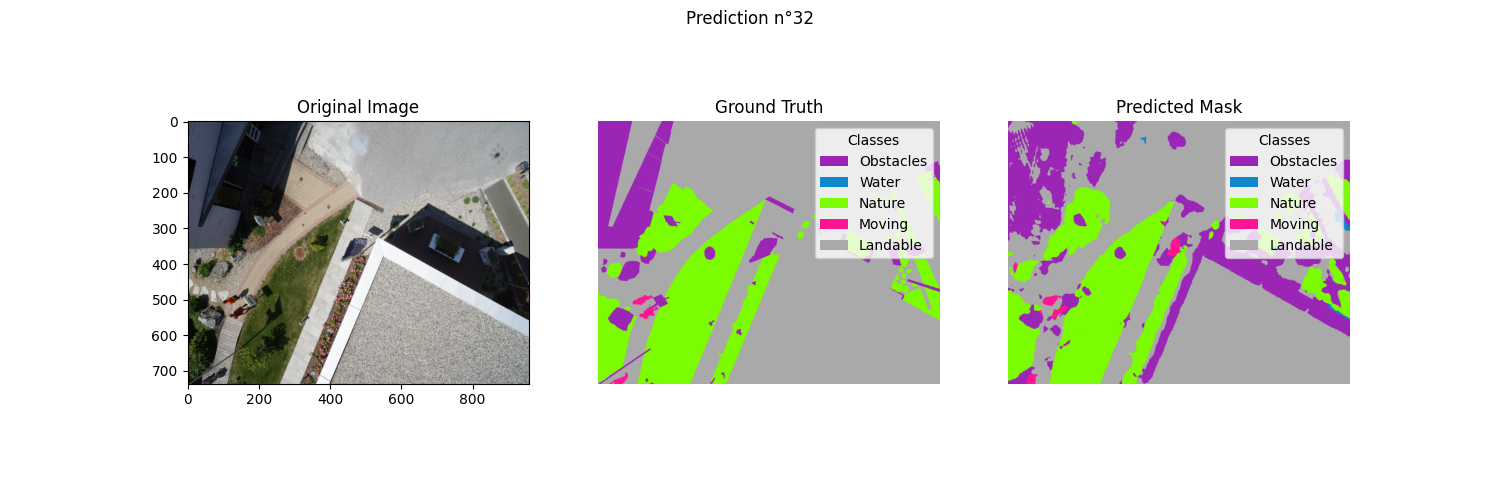 Prediction n°32
Original Image
0
100
200
300
400
500
600
700
0 200 400 600 800
Ground Truth
Classes
Obstacles
Water
Nature
Moving
Landable
Predicted Mask
Classes
Obstacles
Water
Nature
Moving
Landable